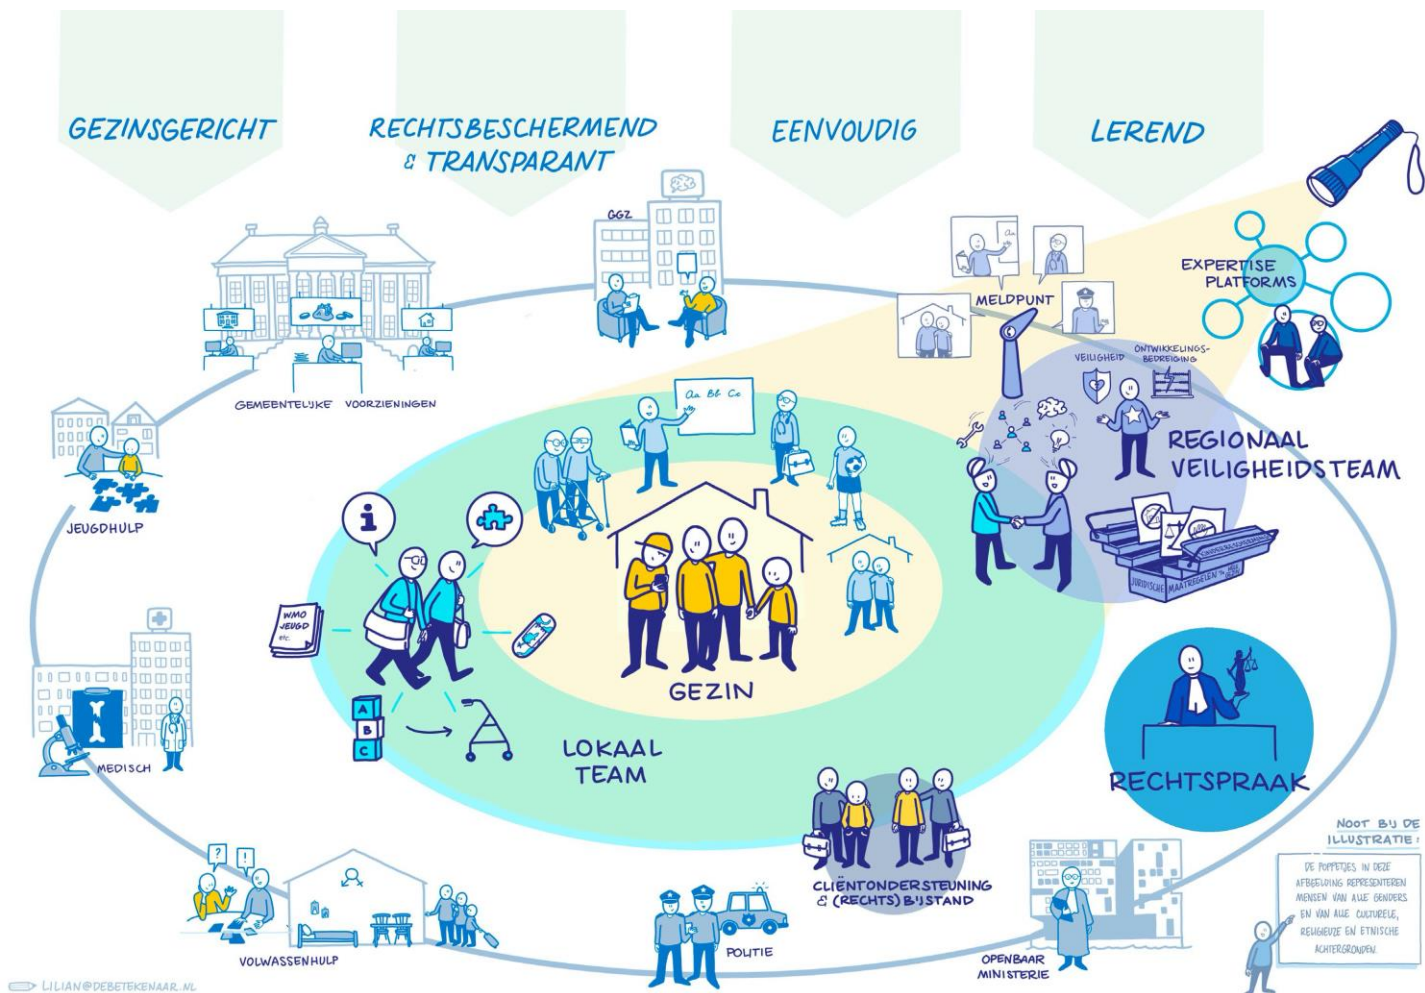 GEZINSGERICHT
RECHTSBESCHERMEND
& TRANSPARANT
EENVOUDIG
LEREND
GGZ
GEMEENTELIJKE VOORZIENINGEN
MELDPUNT
Aa
EXPERTISE
PLATFORMS
VEILIGHEID
ONTWIKKELINGS-
BEDREIGING
REGIONAAL
VEILIGHEIDSTEAM
JURIDISCHE MAATREGELEN
Aa Bb Cc
JEUGDHULP
i
WMO
JEUGD
etc.
A
B
C
GEZIN
LOKAAL
TEAM
MEDISCH
RECHTSPRAAK
CLIËNTONDERSTEUNING
& (RECHTS) BIJSTAND
?
!
VOLWASSENHULP
POLITIE
OPENBAAR
MINISTERIE
NOOT BIJ DE
ILLUSTRATIE:
DE POPPETJES IN DEZE
AFBEELDING REPRESENTEREN
MENSEN VAN ALLE GENDERS
EN VAN ALLE CULTURELE,
RELIGIEUZE EN ETNISCHE
ACHTERGRONDEN.
LILIAN@DEBETEKENAAR.NL